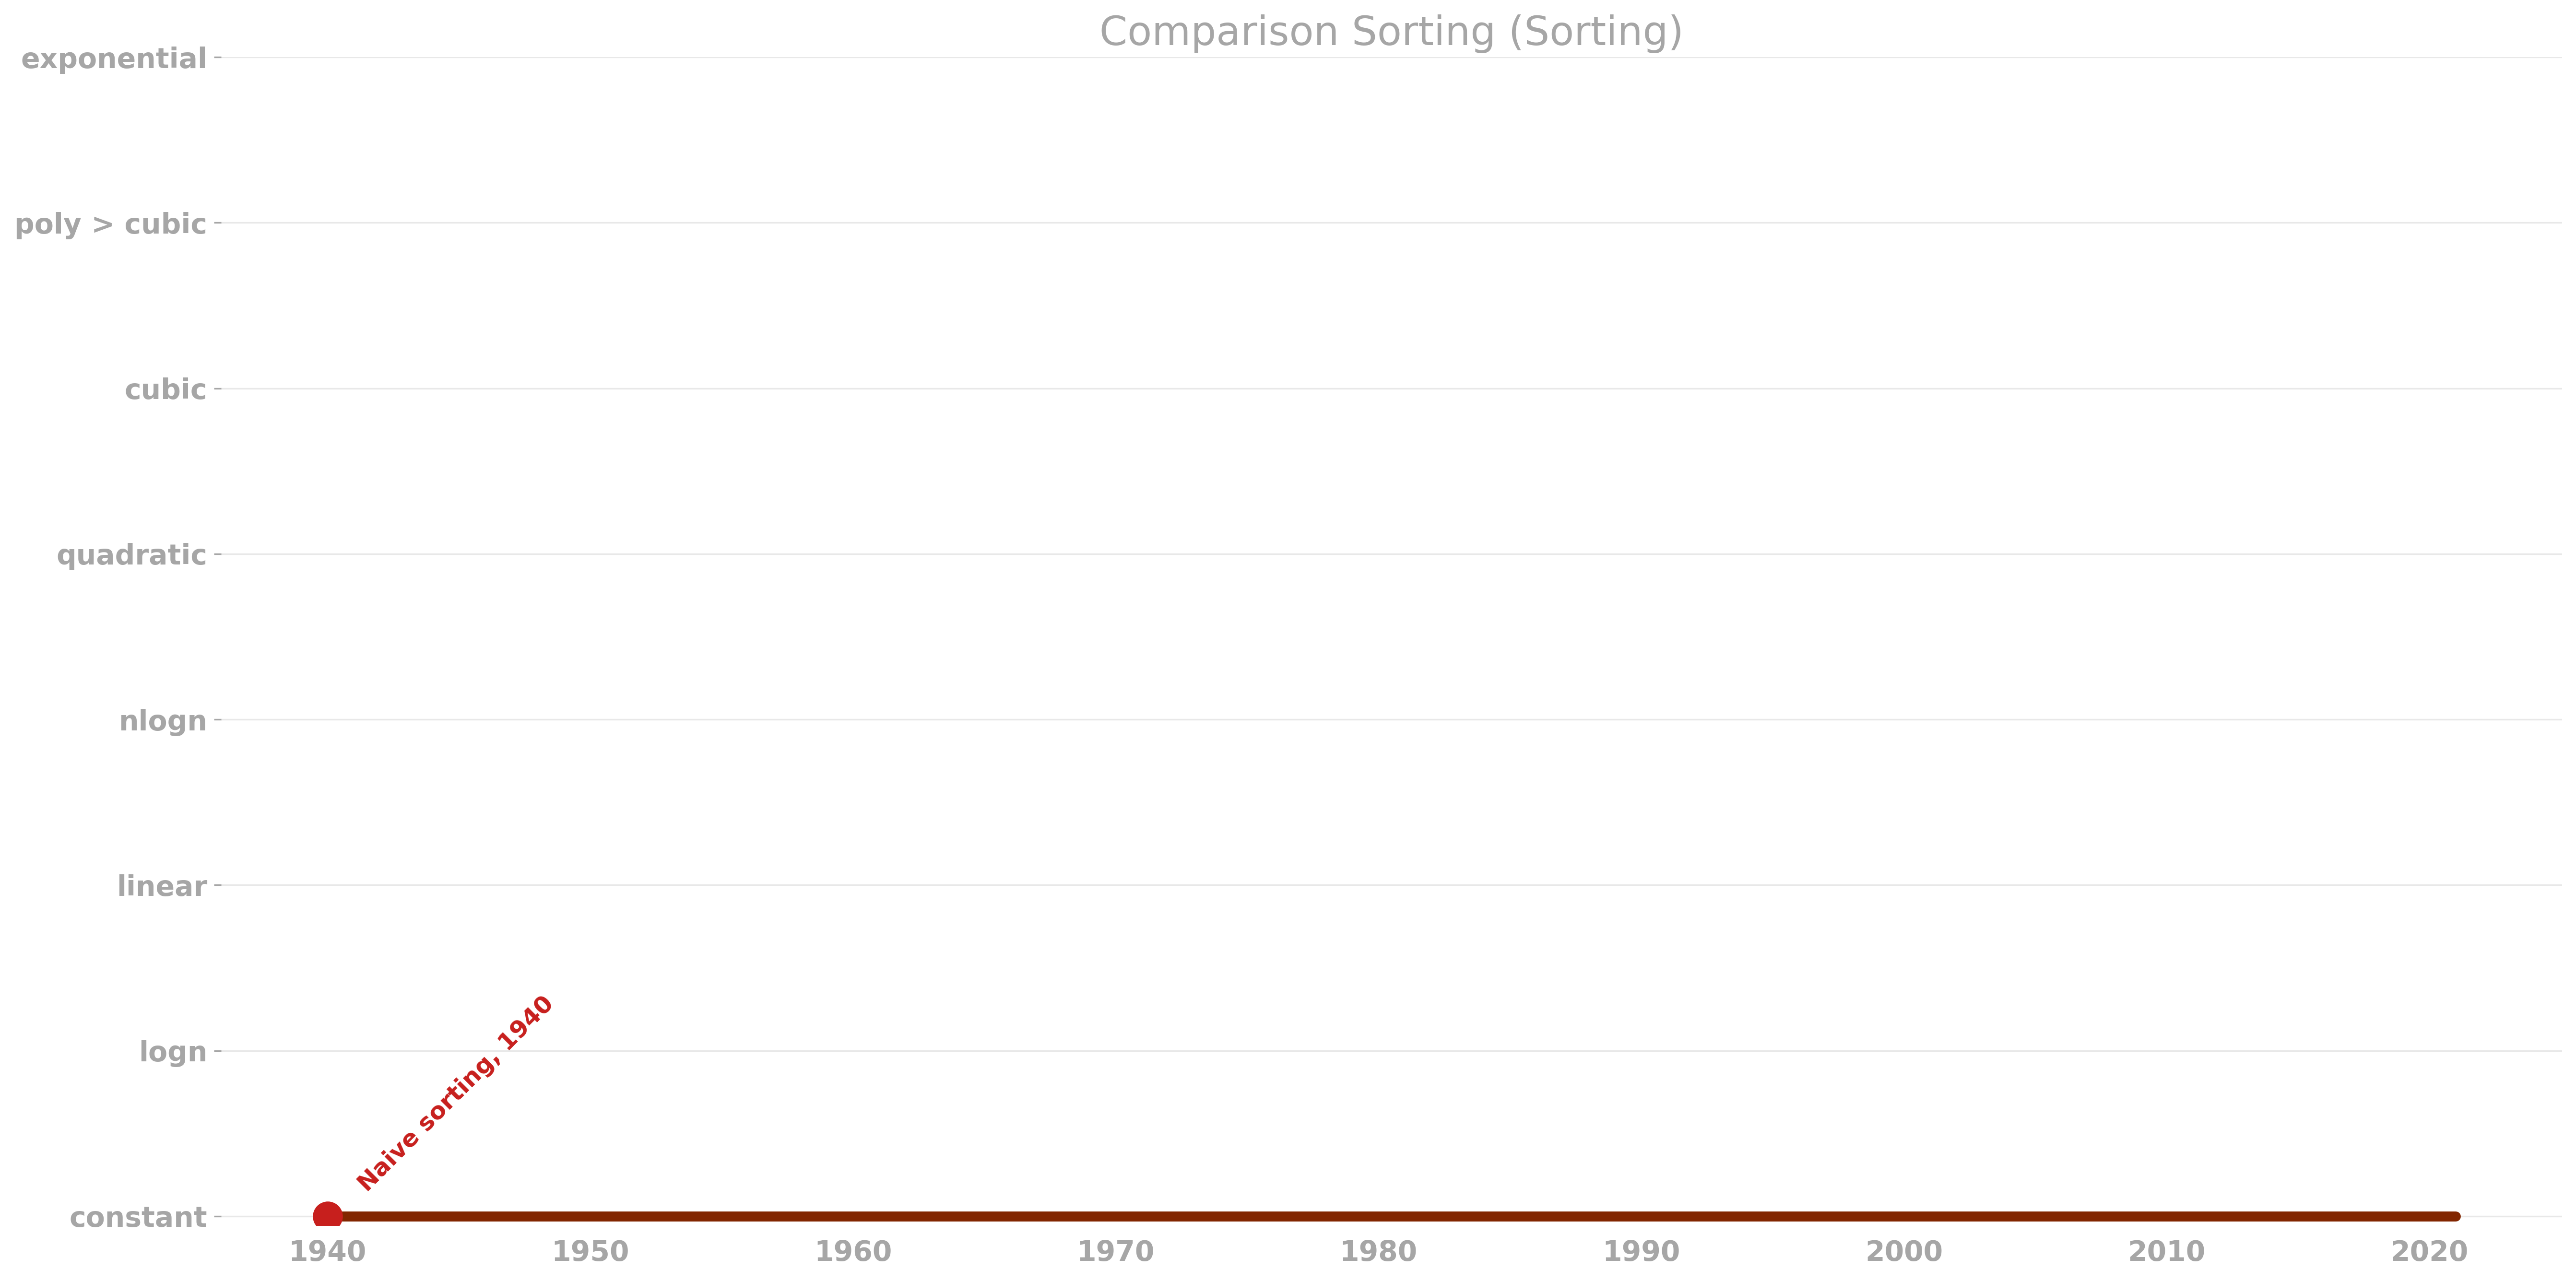 Comparison Sorting (Sorting)
exponential
poly > cubic
cubic
quadratic
nlogn
linear
logn
constant
Naive sorting, 1940
1940 1950 1960 1970 1980 1990 2000 2010 2020